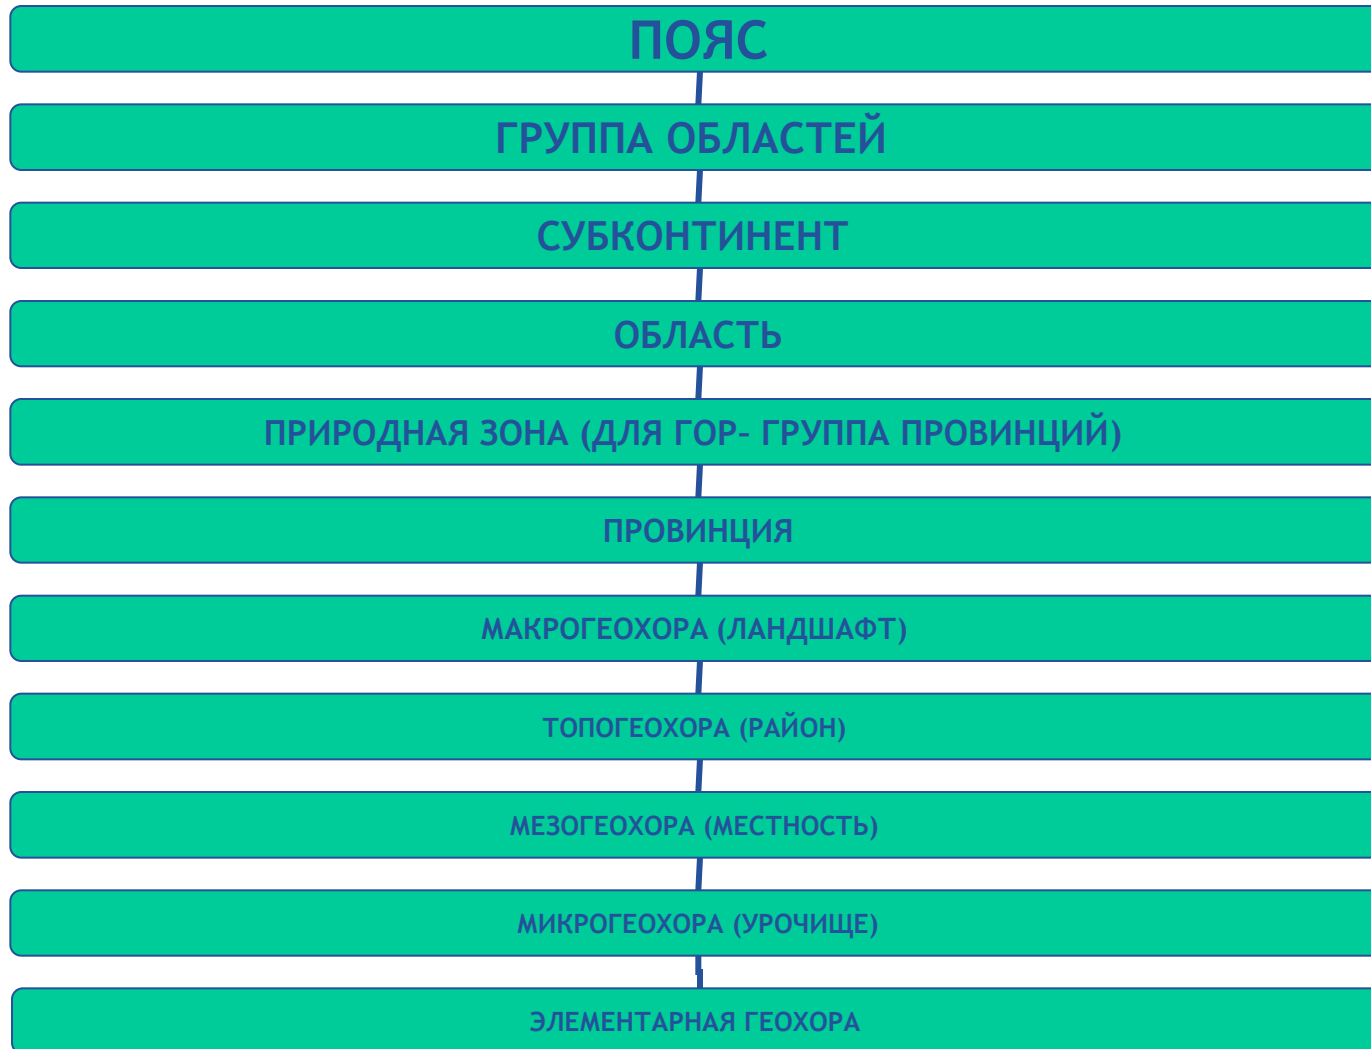 ПОЯС
ГРУППА ОБЛАСТЕЙ
СУБКОНТИНЕНТ
ОБЛАСТЬ
ПРИРОДНАЯ ЗОНА (ДЛЯ ГОР– ГРУППА ПРОВИНЦИЙ)
ПРОВИНЦИЯ
МАКРОГЕОХОРА (ЛАНДШАФТ)
ТОПОГЕОХОРА (РАЙОН)
МЕЗОГЕОХОРА (МЕСТНОСТЬ)
МИКРОГЕОХОРА (УРОЧИЩЕ)
ЭЛЕМЕНТАРНАЯ ГЕОХОРА